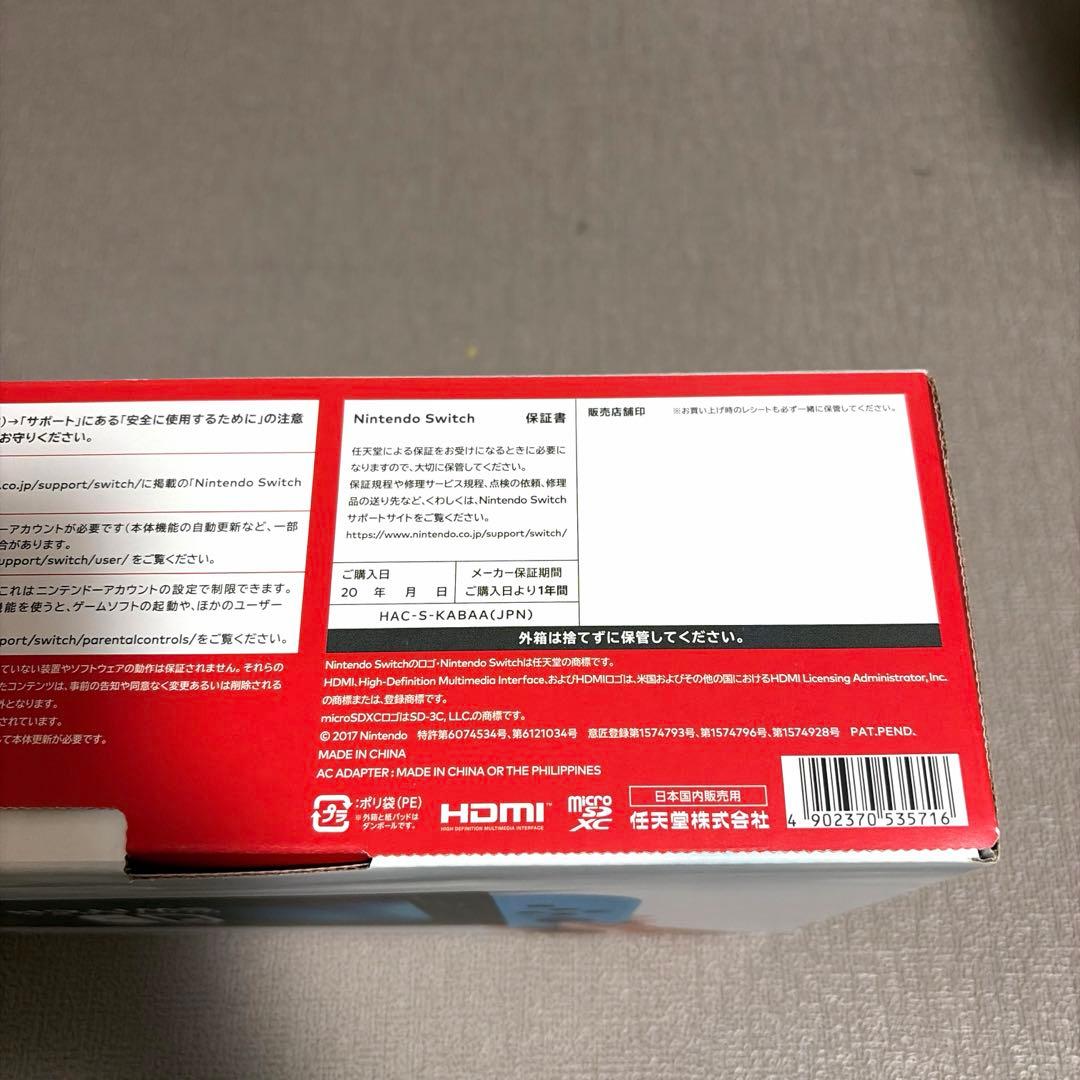 )→「サポート」にある「安全に使用するために」の注意
お守りください。
.co.jp/support/switch/に掲載の「Nintendo Switch
ーアカウントが必要です(本体機能の自動更新など、一部
合があります。
upport/switch/user/ をご覧ください。
これはニンテンドーアカウントの設定で制限できます。
機能を使うと、ゲームソフトの起動や、ほかのユーザー
port/switch/parentalcontrols/をご覧ください。
ていない装置やソフトウェアの動作は保証されません。それらの
たコンテンツは、事前の告知や同意なく変更あるいは削除される
外となります。
されています。
て本体更新が必要です。
Nintendo Switch 保証書
任天堂による保証をお受けになるときに必要に
なりますので、大切に保管してください。
保証規程や修理サービス規程、点検の依頼、修理
品の送り先など、くわしくは、Nintendo Switch
サポートサイトをご覧ください。
https://www.nintendo.co.jp/support/switch/
ご購入日
20 年 月 日
メーカー保証期間
ご購入日より1年間
HAC-S-KABAA(JPN)
販売店舗印 ※お買い上げ時のレシートも必ず一緒に保管してください。
外箱は捨てずに保管してください。
Nintendo Switchのロゴ・Nintendo Switchは任天堂の商標です。
HDMI、High-Definition Multimedia Interface、およびHDMIロゴは、米国およびその他の国におけるHDMI Licensing Administrator, Inc.
の商標または、登録商標です。
microSDXCロゴはSD-3C, LLC.の商標です。
© 2017 Nintendo 特許第6074534号、第6121034号 意匠登録第1574793号、第1574796号、第1574928号 PAT.PEND.
MADE IN CHINA
AC ADAPTER : MADE IN CHINA OR THE PHILIPPINES
プラ
:ポリ袋(PE)
※外箱と紙パッドは
ダンボールです。
HDMI™
HIGH DEFINITION MULTIMEDIA INTERFACE
micro
SD
XC
日本国内販売用
任天堂株式会社
4 902370 535716